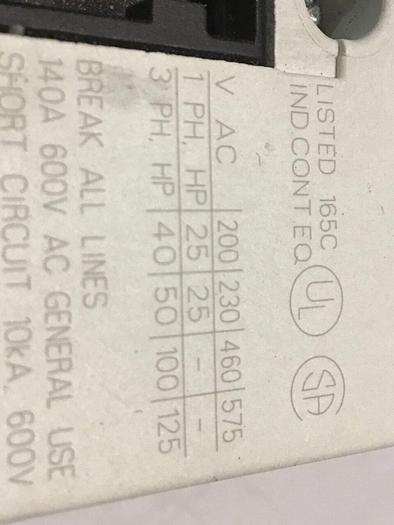 LISTED 165C
IND.CONT.EQ. UL SA
V AC 200 230 460 575
1 PH, HP 25 25 - -
3 PH, HP 40 50 100 125
BREAK ALL LINES
140A 600V AC GENERAL USE
SHORT CIRCUIT 10kA, 600V